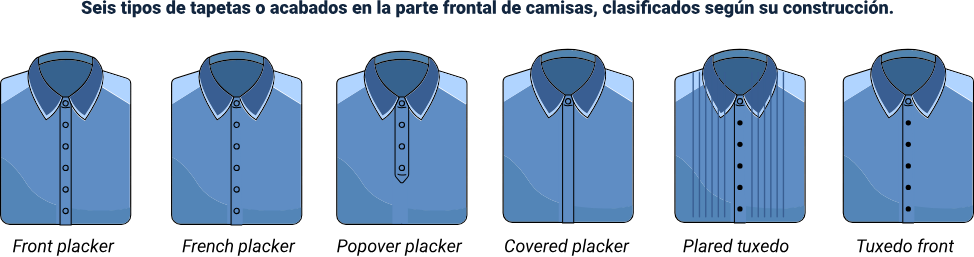 Seis tipos de tapetas o acabados en la parte frontal de camisas, clasificados según su construcción.
Front placker
French placker
Popover placker
Covered placker
Plared tuxedo
Tuxedo front